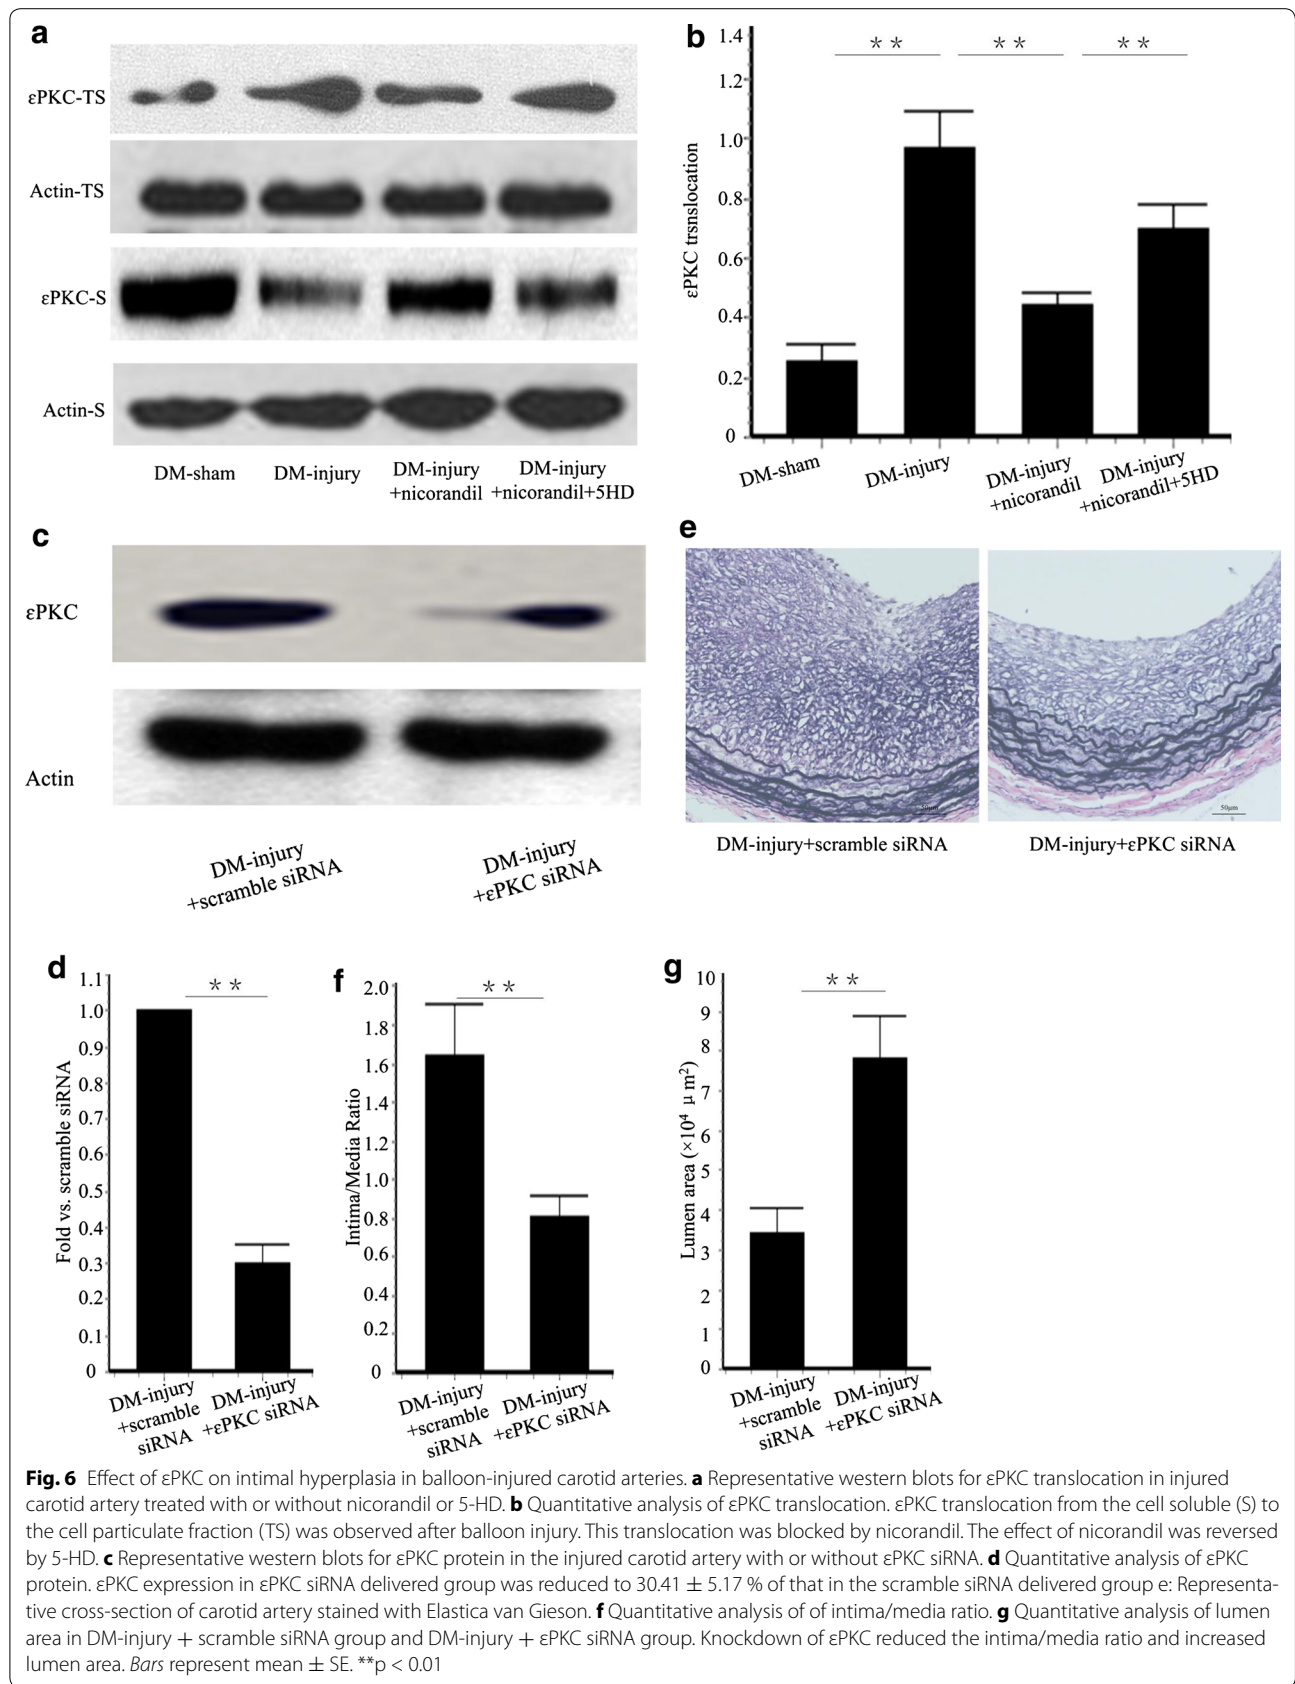 a
εPKC-TS
Actin-TS
εPKC-S
Actin-S
DM-sham
DM-injury
DM-injury
+nicorandil
DM-injury
+nicorandil+5HD
b
εPKC trsnslocation
1.4
1.2
1.0
0.8
0.6
0.4
0.2
0
**
**
**
DM-sham
DM-injury
DM-injury
+nicorandil
DM-injury
+nicorandil+5HD
c
εPKC
Actin
DM-injury
+scramble siRNA
DM-injury
+εPKC siRNA
e
50μm
50μm
DM-injury+scramble siRNA
DM-injury+εPKC siRNA
d
Fold vs. scramble siRNA
1.1
1.0
0.9
0.8
0.7
0.6
0.5
0.4
0.3
0.2
0.1
0
**
DM-injury
+scramble
siRNA
DM-injury
+εPKC siRNA
f
Intima/Media Ratio
2.0
1.8
1.6
1.4
1.2
1.0
0.8
0.6
0.4
0.2
0
**
DM-injury
+scramble
siRNA
DM-injury
+εPKC siRNA
g
Lumen area (×10⁴ μm²)
10
9
8
7
6
5
4
3
2
1
0
**
DM-injury
+scramble
siRNA
DM-injury
+εPKC siRNA
Fig. 6 Effect of εPKC on intimal hyperplasia in balloon-injured carotid arteries. a Representative western blots for εPKC translocation in injured
carotid artery treated with or without nicorandil or 5-HD. b Quantitative analysis of εPKC translocation. εPKC translocation from the cell soluble (S) to
the cell particulate fraction (TS) was observed after balloon injury. This translocation was blocked by nicorandil. The effect of nicorandil was reversed
by 5-HD. c Representative western blots for εPKC protein in the injured carotid artery with or without εPKC siRNA. d Quantitative analysis of εPKC
protein. εPKC expression in εPKC siRNA delivered group was reduced to 30.41 ± 5.17 % of that in the scramble siRNA delivered group e: Representa-
tive cross-section of carotid artery stained with Elastica van Gieson. f Quantitative analysis of of intima/media ratio. g Quantitative analysis of lumen
area in DM-injury + scramble siRNA group and DM-injury + εPKC siRNA group. Knockdown of εPKC reduced the intima/media ratio and increased
lumen area. Bars represent mean ± SE. **p < 0.01